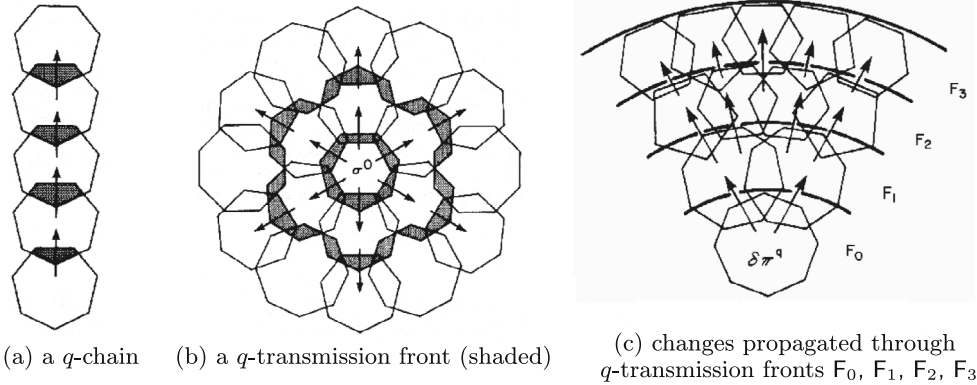 σ⁰
F₃
F₂
F₁
F₀
δπ^q
(a) a q-chain
(b) a q-transmission front (shaded)
(c) changes propagated through
q-transmission fronts F₀, F₁, F₂, F₃